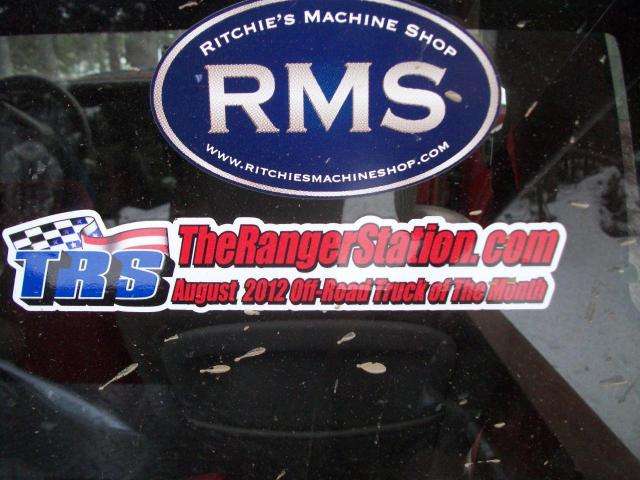 Ritchie's Machine Shop
RMS
www.ritchiesmachineshop.com
TRS TheRangerStation.com
August 2012 Off-Road Truck of The Month